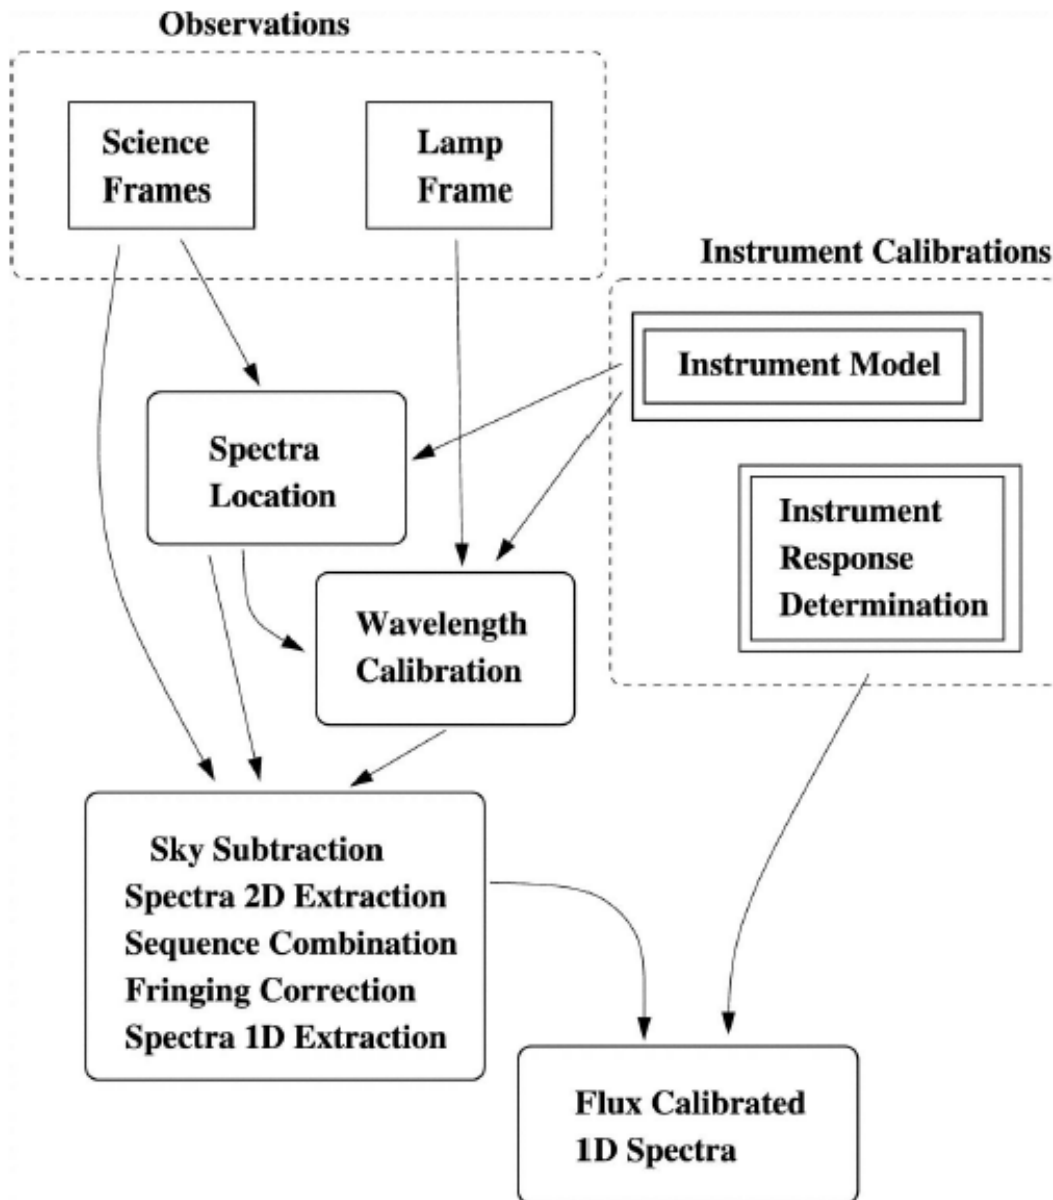 Observations
Science
Frames
Lamp
Frame
Instrument Calibrations
Instrument Model
Spectra
Location
Instrument
Response
Determination
Wavelength
Calibration
Sky Subtraction
Spectra 2D Extraction
Sequence Combination
Fringing Correction
Spectra 1D Extraction
Flux Calibrated
1D Spectra